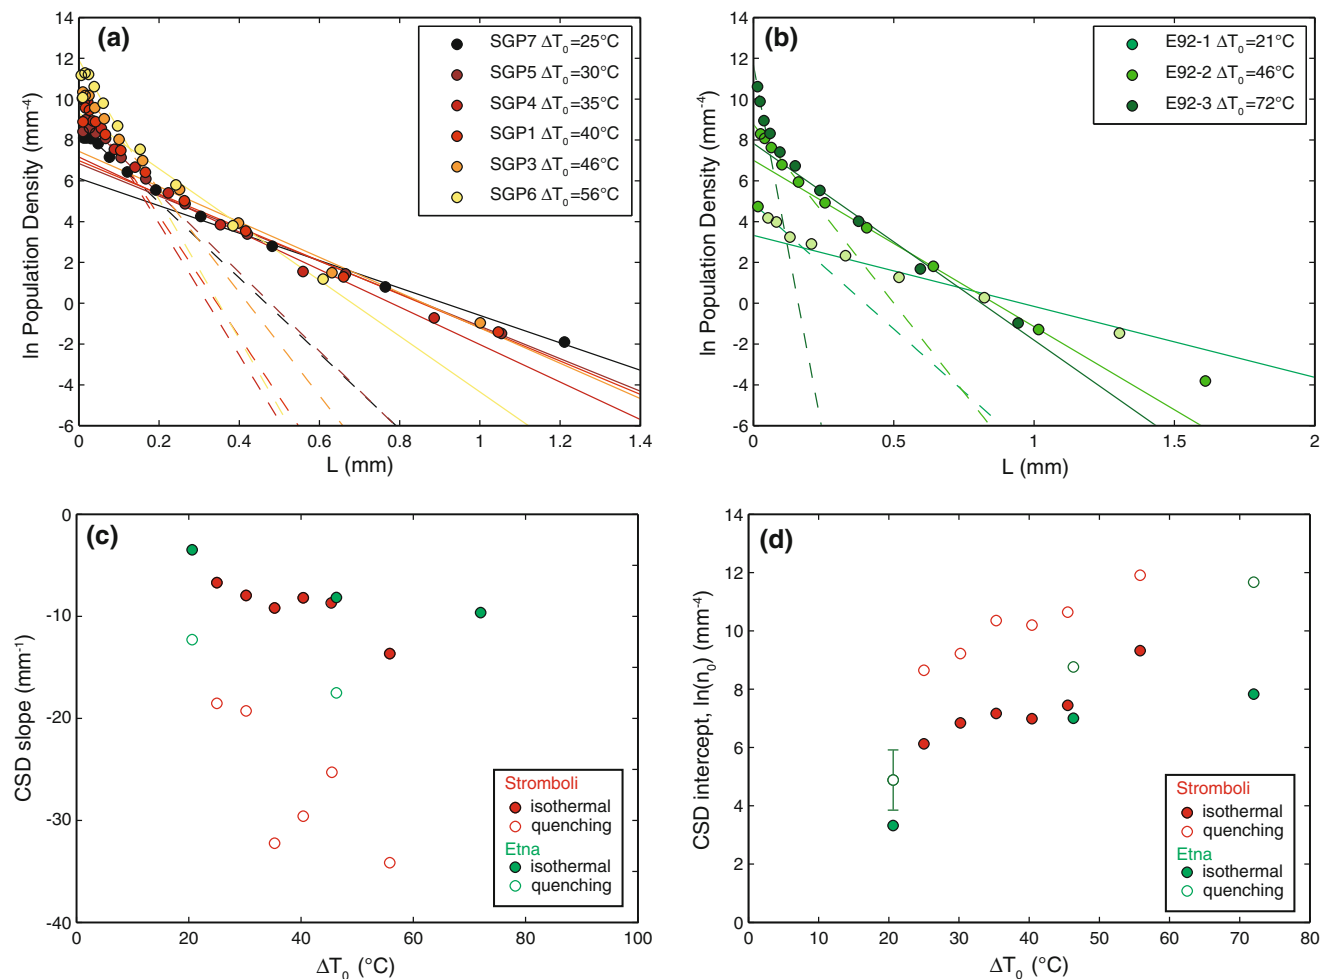 (a)
SGP7 ΔT0=25°C
SGP5 ΔT0=30°C
SGP4 ΔT0=35°C
SGP1 ΔT0=40°C
SGP3 ΔT0=46°C
SGP6 ΔT0=56°C
14
12
10
8
6
4
2
0
-2
-4
-6
ln Population Density (mm-4)
0
0.2
0.4
0.6
0.8
1
1.2
1.4
L (mm)
(b)
E92-1 ΔT0=21°C
E92-2 ΔT0=46°C
E92-3 ΔT0=72°C
14
12
10
8
6
4
2
0
-2
-4
-6
ln Population Density (mm-4)
0
0.5
1
1.5
2
L (mm)
(c)
0
-10
-20
-30
-40
CSD slope (mm-1)
Stromboli
isothermal
quenching
Etna
isothermal
quenching
0
20
40
60
80
100
ΔT0 (°C)
(d)
14
12
10
8
6
4
2
0
CSD intercept, ln(n0) (mm-4)
Stromboli
isothermal
quenching
Etna
isothermal
quenching
0
10
20
30
40
50
60
70
80
ΔT0 (°C)